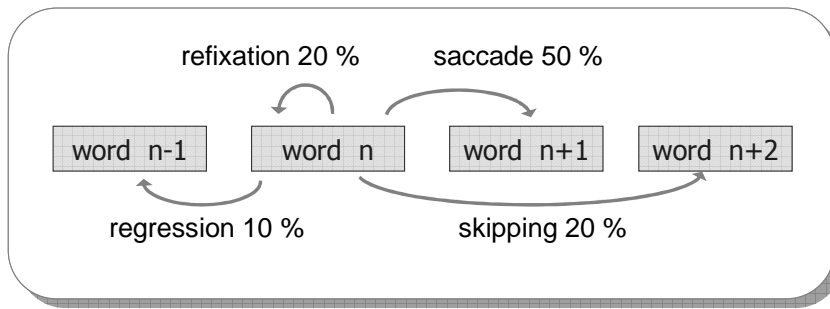 refixation 20 % saccade 50 %
word n-1 word n word n+1 word n+2
regression 10 % skipping 20 %